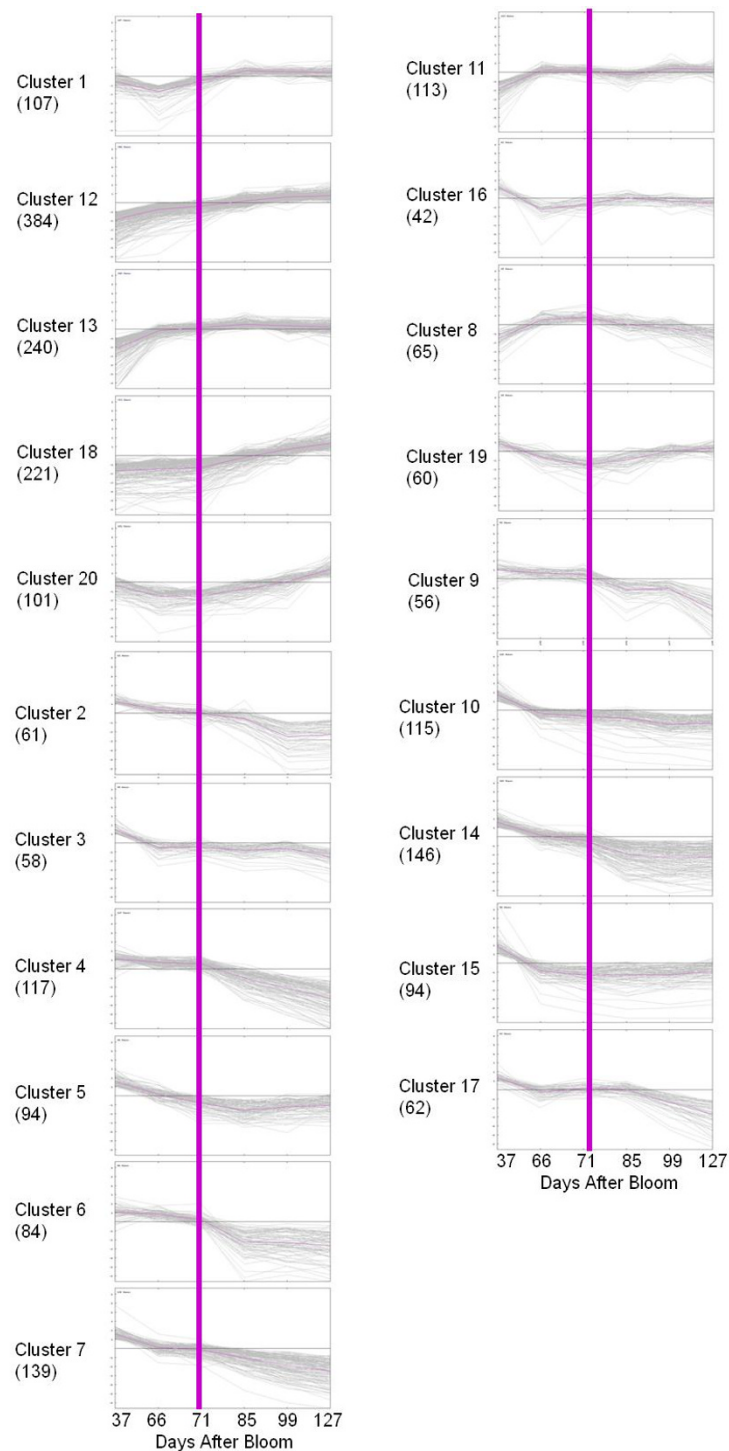 Cluster 1
(107)
Cluster 12
(384)
Cluster 13
(240)
Cluster 18
(221)
Cluster 20
(101)
Cluster 2
(61)
Cluster 3
(58)
Cluster 4
(117)
Cluster 5
(94)
Cluster 6
(84)
Cluster 7
(139)
37 66 71 85 99 127
Days After Bloom
Cluster 11
(113)
Cluster 16
(42)
Cluster 8
(65)
Cluster 19
(60)
Cluster 9
(56)
Cluster 10
(115)
Cluster 14
(146)
Cluster 15
(94)
Cluster 17
(62)
37 66 71 85 99 127
Days After Bloom